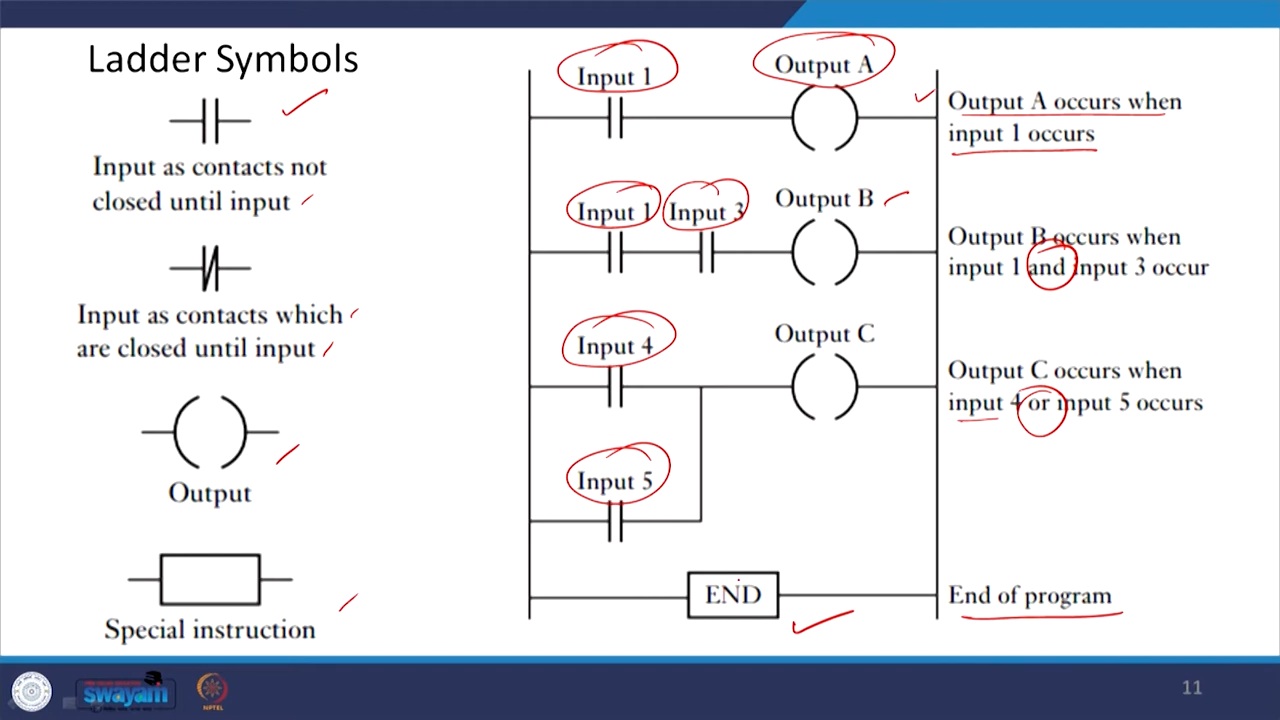 Ladder Symbols
Input as contacts not
closed until input
Input as contacts which
are closed until input
Output
Special instruction
Input 1
Output A
Output A occurs when
input 1 occurs
Input 1
Input 3
Output B
Output B occurs when
input 1 and input 3 occur
Input 4
Output C
Output C occurs when
input 4 or input 5 occurs
Input 5
END
End of program
swayam
NPTEL
11